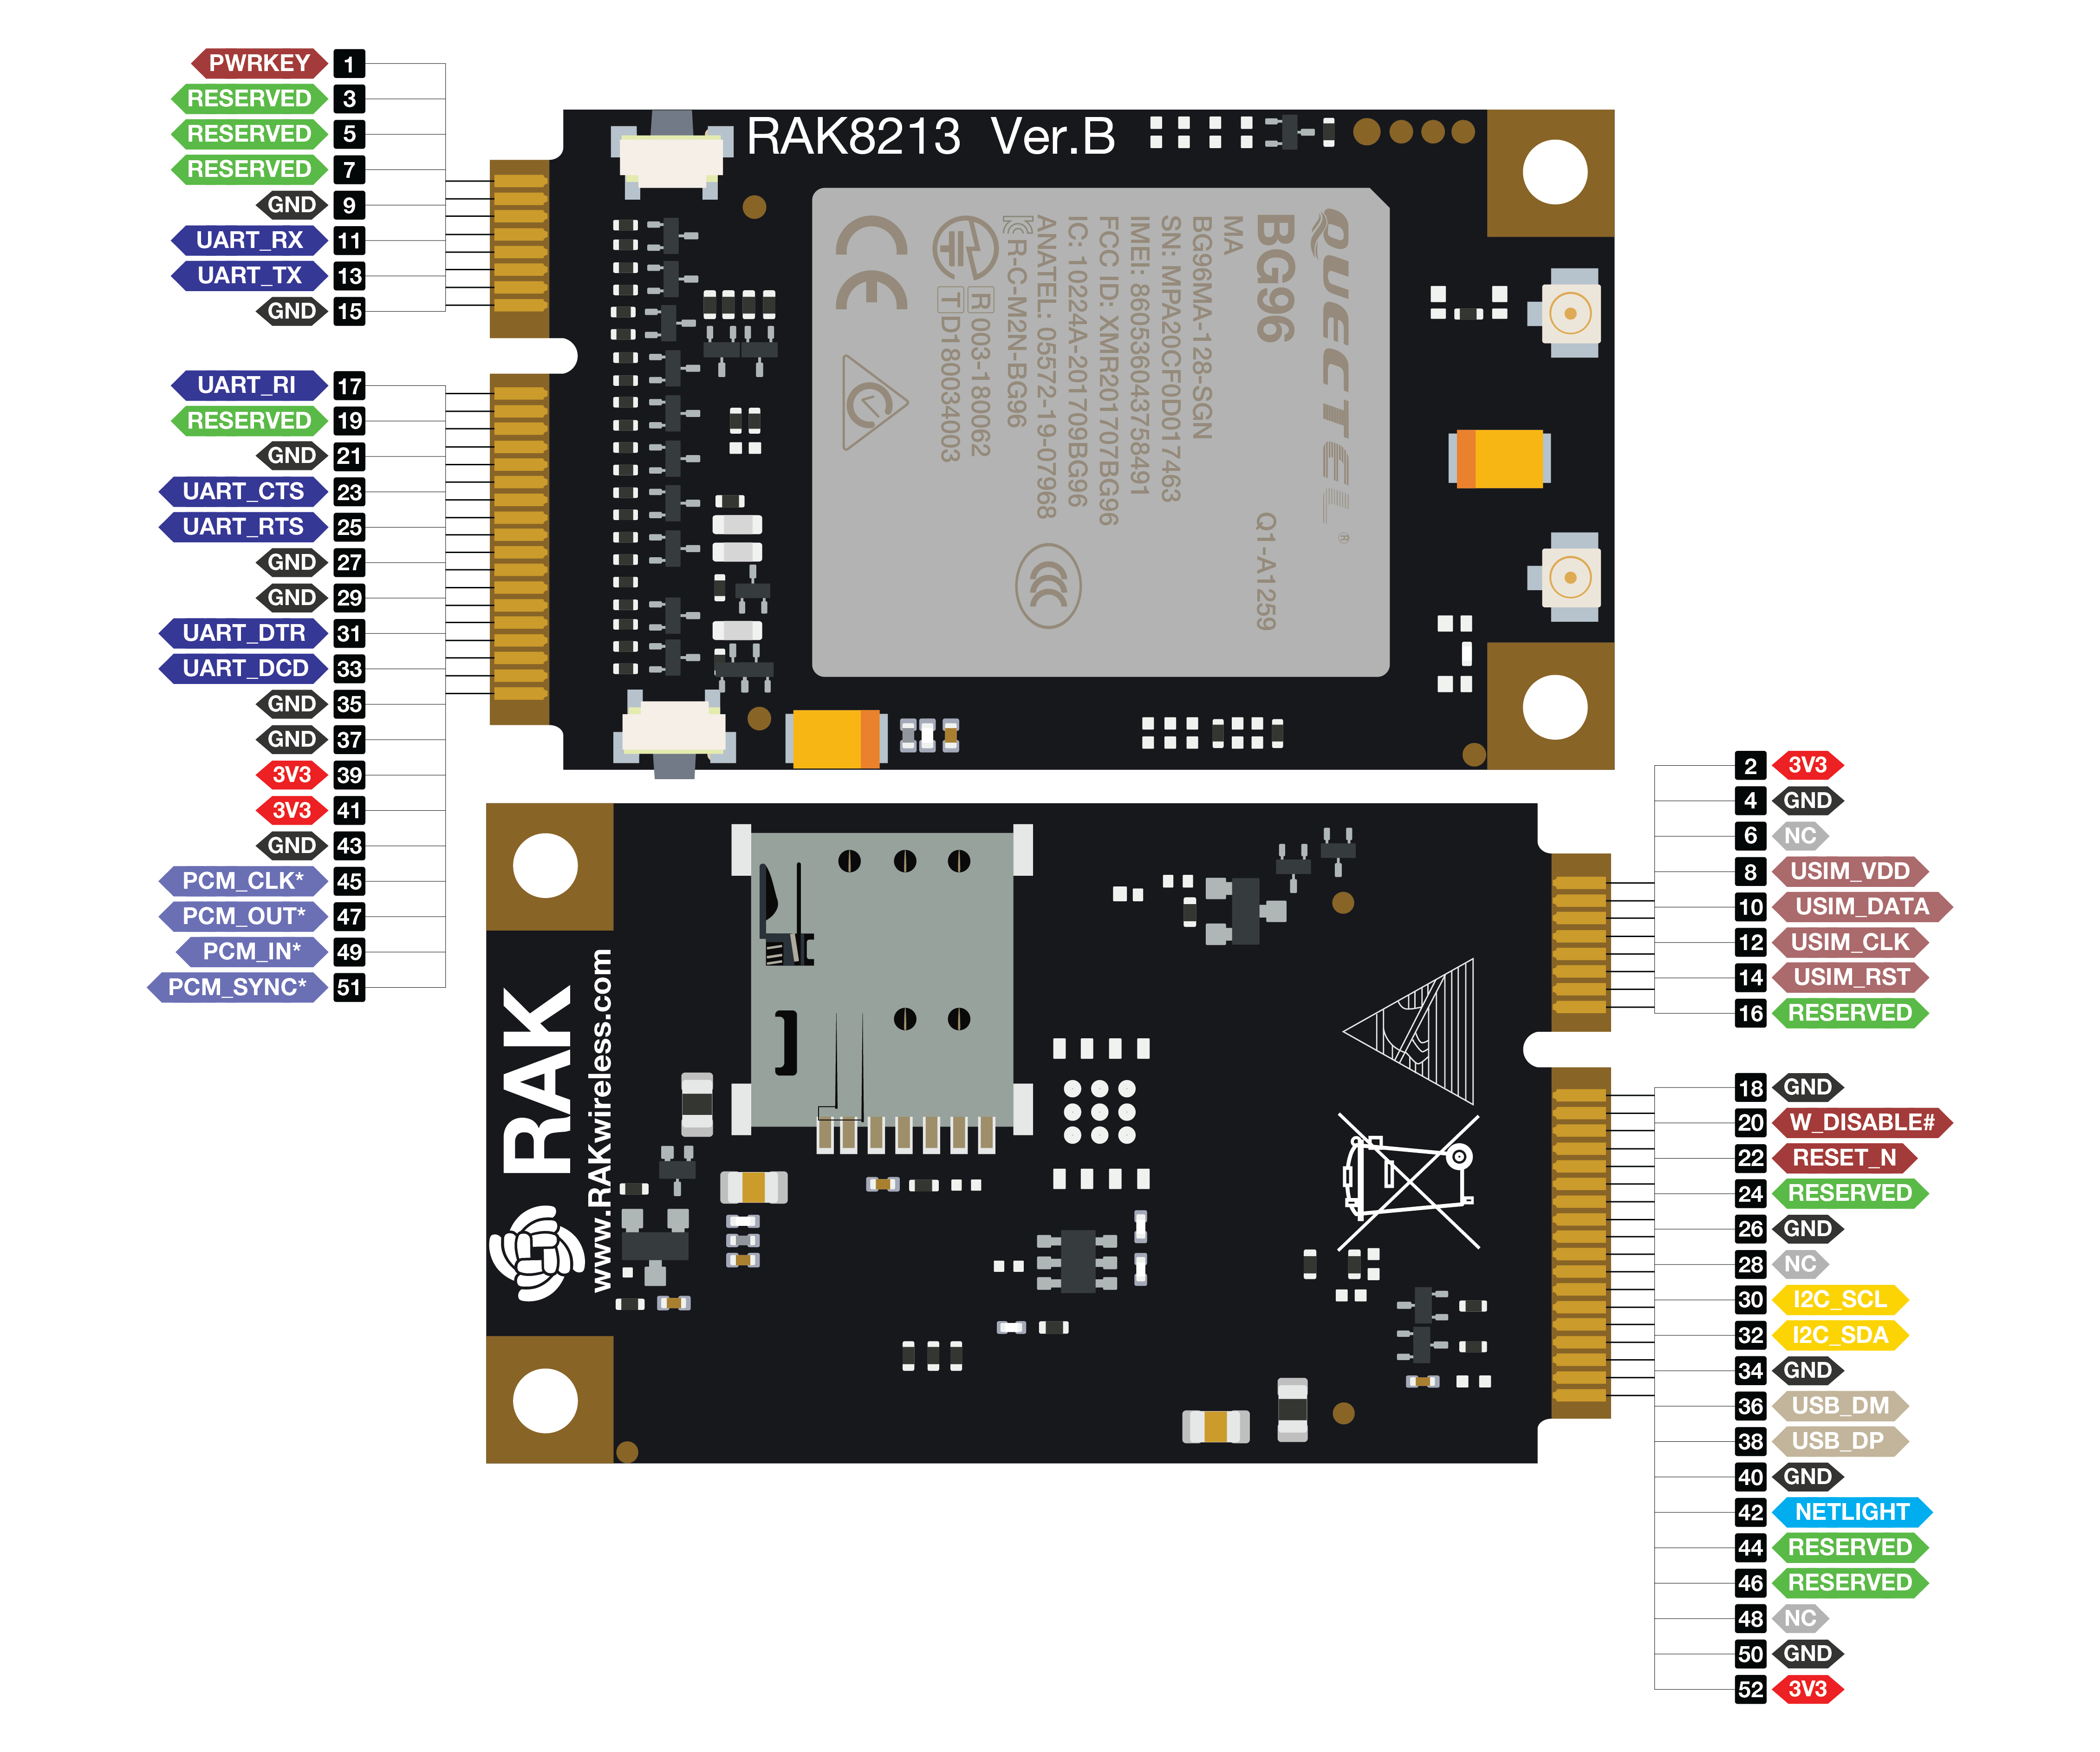 PWRKEY 1
RESERVED 3
RESERVED 5
RESERVED 7
GND 9
UART_RX 11
UART_TX 13
GND 15
UART_RI 17
RESERVED 19
GND 21
UART_CTS 23
UART_RTS 25
GND 27
GND 29
UART_DTR 31
UART_DCD 33
GND 35
GND 37
3V3 39
3V3 41
GND 43
PCM_CLK* 45
PCM_OUT* 47
PCM_IN* 49
PCM_SYNC* 51
RAK8213 Ver.B
QUECTEL ®
BG96 Q1-A1259
MA
BG96MA-128-SGN
SN: MPA20CF0D017463
IMEI: 860536043758491
FCC ID: XMR201707BG96
IC: 10224A-201709BG96
ANATEL: 05572-19-07968
R-C-M2N-BG96
R 003-180062
T D180034003
CE
RAK
www.RAKwireless.com
2 3V3
4 GND
6 NC
8 USIM_VDD
10 USIM_DATA
12 USIM_CLK
14 USIM_RST
16 RESERVED
18 GND
20 W_DISABLE#
22 RESET_N
24 RESERVED
26 GND
28 NC
30 I2C_SCL
32 I2C_SDA
34 GND
36 USB_DM
38 USB_DP
40 GND
42 NETLIGHT
44 RESERVED
46 RESERVED
48 NC
50 GND
52 3V3